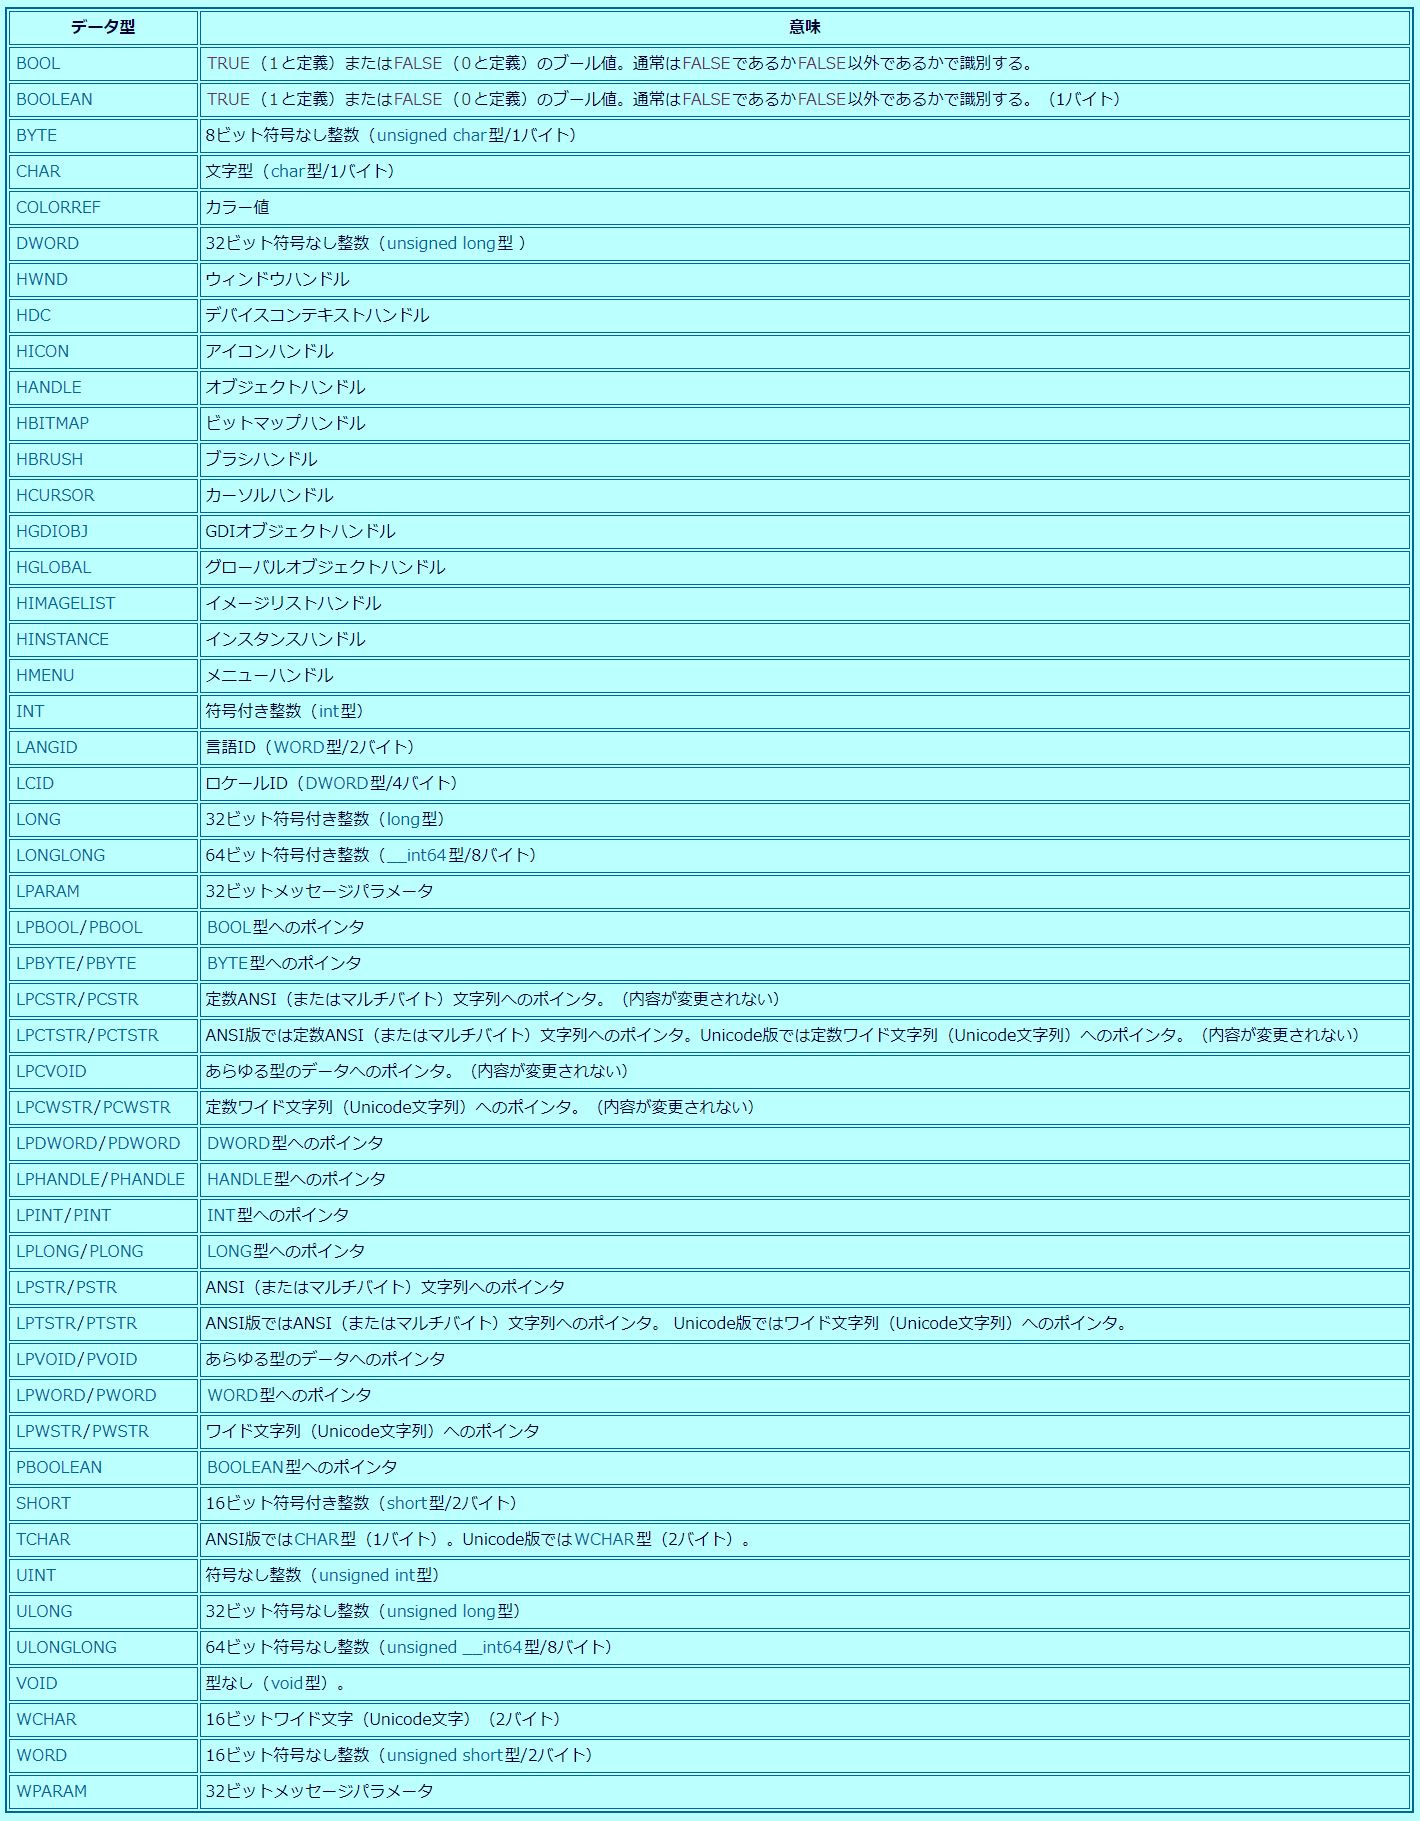 データ型 意味
BOOL TRUE（1と定義）またはFALSE（0と定義）のブール値。通常はFALSEであるかFALSE以外であるかで識別する。
BOOLEAN TRUE（1と定義）またはFALSE（0と定義）のブール値。通常はFALSEであるかFALSE以外であるかで識別する。（1バイト）
BYTE 8ビット符号なし整数（unsigned char型/1バイト）
CHAR 文字型（char型/1バイト）
COLORREF カラー値
DWORD 32ビット符号なし整数（unsigned long型 ）
HWND ウィンドウハンドル
HDC デバイスコンテキストハンドル
HICON アイコンハンドル
HANDLE オブジェクトハンドル
HBITMAP ビットマップハンドル
HBRUSH ブラシハンドル
HCURSOR カーソルハンドル
HGDIOBJ GDIオブジェクトハンドル
HGLOBAL グローバルオブジェクトハンドル
HIMAGELIST イメージリストハンドル
HINSTANCE インスタンスハンドル
HMENU メニューハンドル
INT 符号付き整数（int型）
LANGID 言語ID（WORD型/2バイト）
LCID ロケールID（DWORD型/4バイト）
LONG 32ビット符号付き整数（long型）
LONGLONG 64ビット符号付き整数（__int64型/8バイト）
LPARAM 32ビットメッセージパラメータ
LPBOOL/PBOOL BOOL型へのポインタ
LPBYTE/PBYTE BYTE型へのポインタ
LPCSTR/PCSTR 定数ANSI（またはマルチバイト）文字列へのポインタ。（内容が変更されない）
LPCTSTR/PCTSTR ANSI版では定数ANSI（またはマルチバイト）文字列へのポインタ。Unicode版では定数ワイド文字列（Unicode文字列）へのポインタ。（内容が変更されない）
LPCVOID あらゆる型のデータへのポインタ。（内容が変更されない）
LPCWSTR/PCWSTR 定数ワイド文字列（Unicode文字列）へのポインタ。（内容が変更されない）
LPDWORD/PDWORD DWORD型へのポインタ
LPHANDLE/PHANDLE HANDLE型へのポインタ
LPINT/PINT INT型へのポインタ
LPLONG/PLONG LONG型へのポインタ
LPSTR/PSTR ANSI（またはマルチバイト）文字列へのポインタ
LPTSTR/PTSTR ANSI版ではANSI（またはマルチバイト）文字列へのポインタ。 Unicode版ではワイド文字列（Unicode文字列）へのポインタ。
LPVOID/PVOID あらゆる型のデータへのポインタ
LPWORD/PWORD WORD型へのポインタ
LPWSTR/PWSTR ワイド文字列（Unicode文字列）へのポインタ
PBOOLEAN BOOLEAN型へのポインタ
SHORT 16ビット符号付き整数（short型/2バイト）
TCHAR ANSI版ではCHAR型（1バイト）。Unicode版ではWCHAR型（2バイト）。
UINT 符号なし整数（unsigned int型）
ULONG 32ビット符号なし整数（unsigned long型）
ULONGLONG 64ビット符号なし整数（unsigned __int64型/8バイト）
VOID 型なし（void型）。
WCHAR 16ビットワイド文字（Unicode文字）（2バイト）
WORD 16ビット符号なし整数（unsigned short型/2バイト）
WPARAM 32ビットメッセージパラメータ